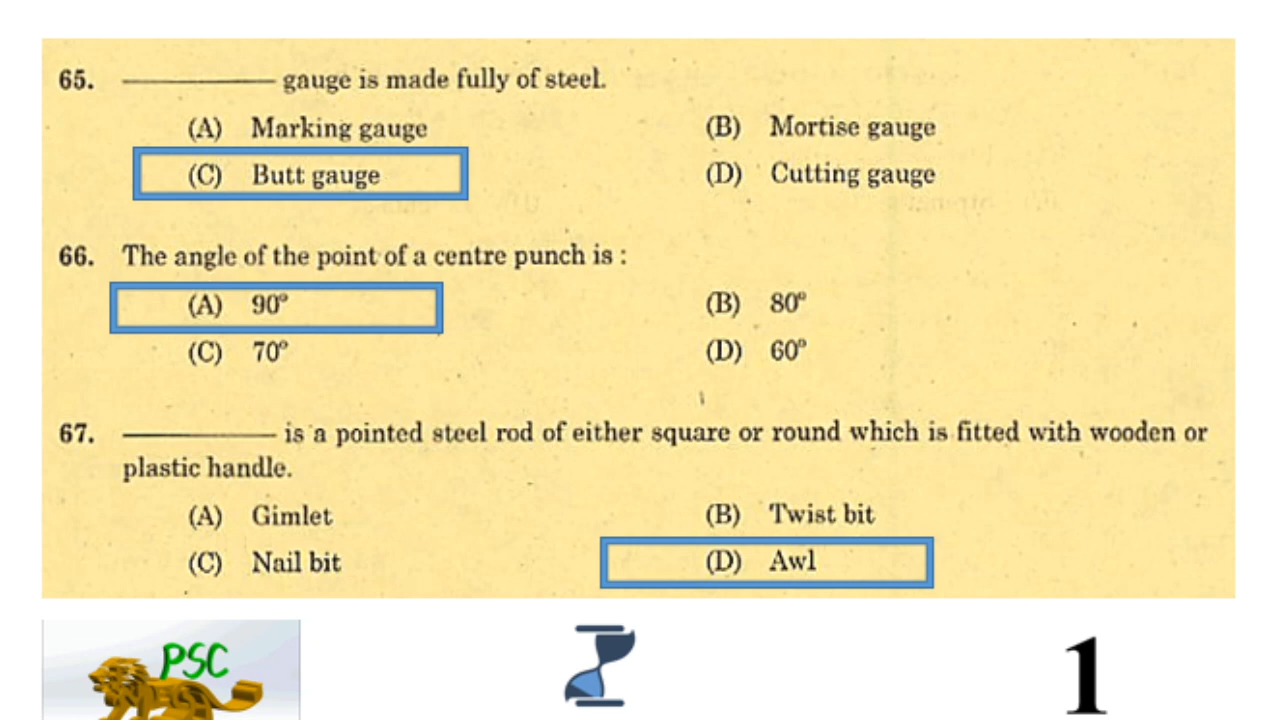 65. ________ gauge is made fully of steel.
(A) Marking gauge (B) Mortise gauge
(C) Butt gauge (D) Cutting gauge
66. The angle of the point of a centre punch is :
(A) 90° (B) 80°
(C) 70° (D) 60°
67. ________ is a pointed steel rod of either square or round which is fitted with wooden or
plastic handle.
(A) Gimlet (B) Twist bit
(C) Nail bit (D) Awl
PSC
1